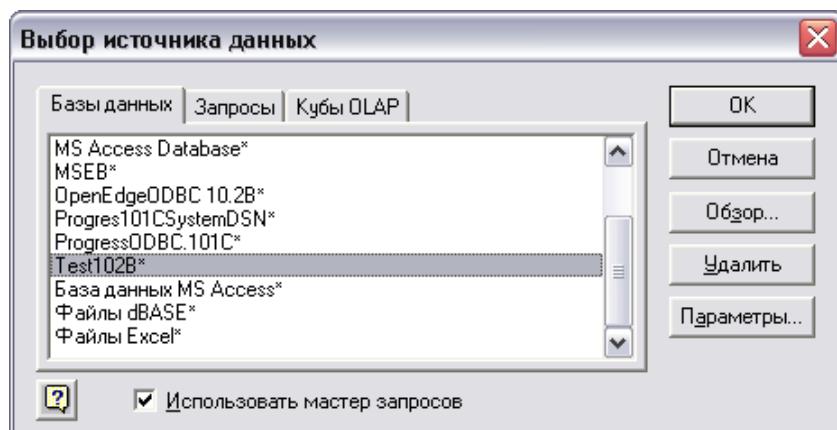 Выбор источника данных
Базы данных Запросы Кубы OLAP
MS Access Database*
MSEB*
OpenEdgeODBC 10.2B*
Progres101CSystemDSN*
ProgressODBC.101C*
Test102B*
База данных MS Access*
Файлы dBASE*
Файлы Excel*
OK
Отмена
Обзор...
Удалить
Параметры...
? Использовать мастер запросов